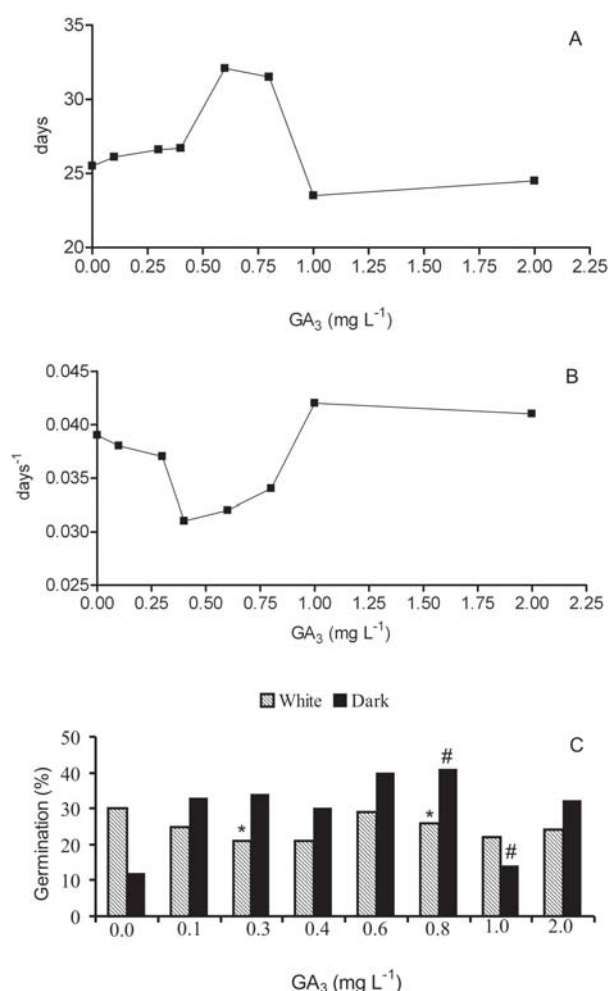 A
35
30
days
25
20
0.00 0.25 0.50 0.75 1.00 1.25 1.50 1.75 2.00 2.25
GA₃ (mg L⁻¹)
B
0.045
0.040
days⁻¹
0.035
0.030
0.025
0.00 0.25 0.50 0.75 1.00 1.25 1.50 1.75 2.00 2.25
GA₃ (mg L⁻¹)
White Dark
C
50
40
Germination (%)
30
20
10
0
* # * #
0.0 0.1 0.3 0.4 0.6 0.8 1.0 2.0
GA₃ (mg L⁻¹)